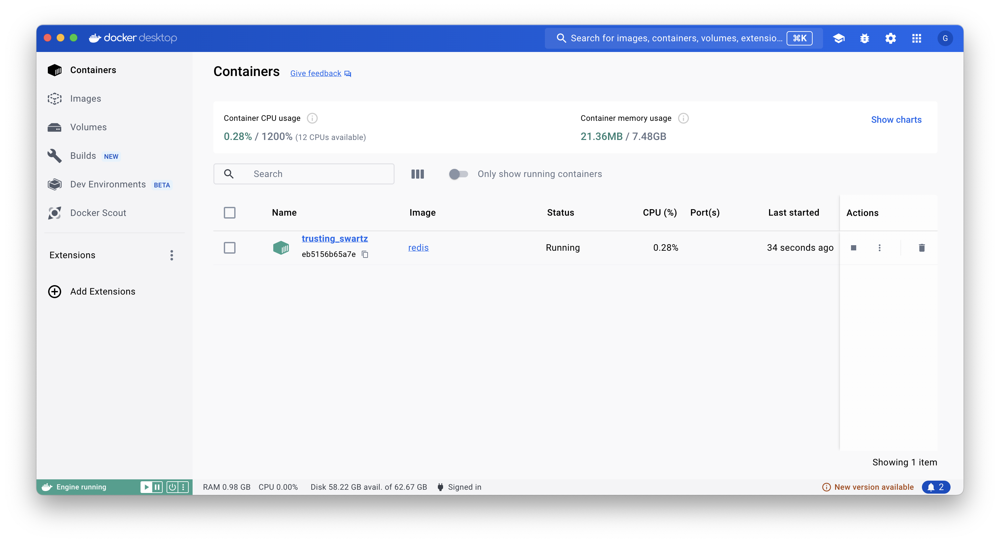 docker desktop
Search for images, containers, volumes, extensio... ⌘K
G
Containers
Images
Volumes
Builds NEW
Dev Environments BETA
Docker Scout
Extensions
Add Extensions
Containers Give feedback
Container CPU usage
0.28% / 1200% (12 CPUs available)
Container memory usage
21.36MB / 7.48GB
Show charts
Search
Only show running containers
Name Image Status CPU (%) Port(s) Last started Actions
trusting_swartz
eb5156b65a7e
redis Running 0.28% 34 seconds ago
Showing 1 item
Engine running
RAM 0.98 GB CPU 0.00% Disk 58.22 GB avail. of 62.67 GB Signed in
New version available 2